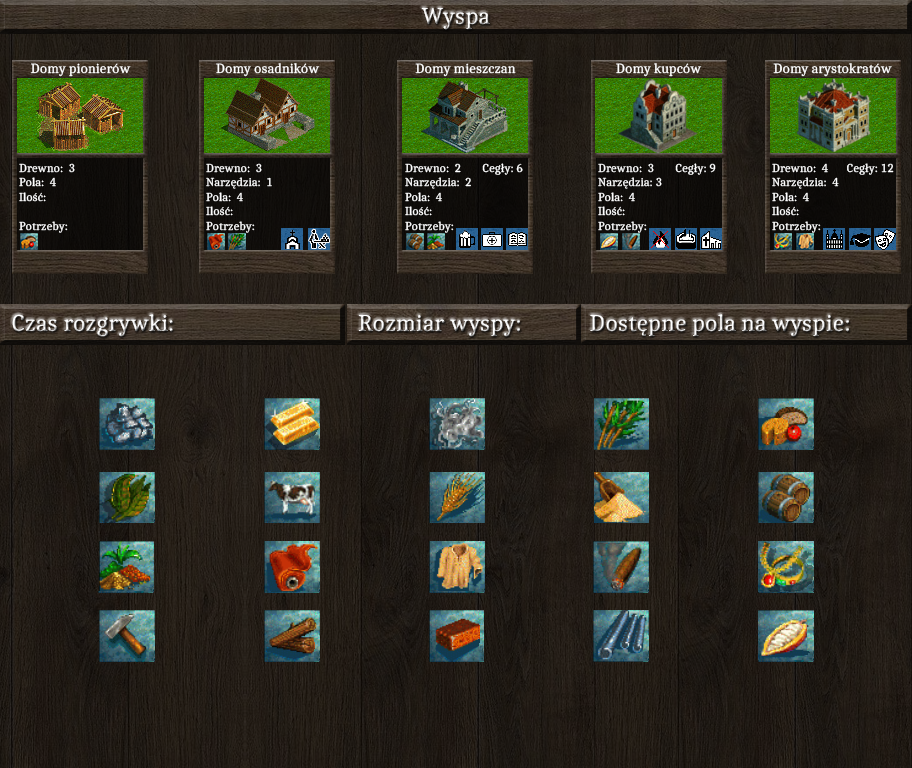 Wyspa
Domy pionierów
Drewno: 3
Pola: 4
Ilość:
Potrzeby:
Domy osadników
Drewno: 3
Narzędzia: 1
Pola: 4
Ilość:
Potrzeby:
Domy mieszczan
Drewno: 2 Cegły: 6
Narzędzia: 2
Pola: 4
Ilość:
Potrzeby:
Domy kupców
Drewno: 3 Cegły: 9
Narzędzia: 3
Pola: 4
Ilość:
Potrzeby:
Domy arystokratów
Drewno: 4 Cegły: 12
Narzędzia: 4
Pola: 4
Ilość:
Potrzeby:
Czas rozgrywki:
Rozmiar wyspy:
Dostępne pola na wyspie: